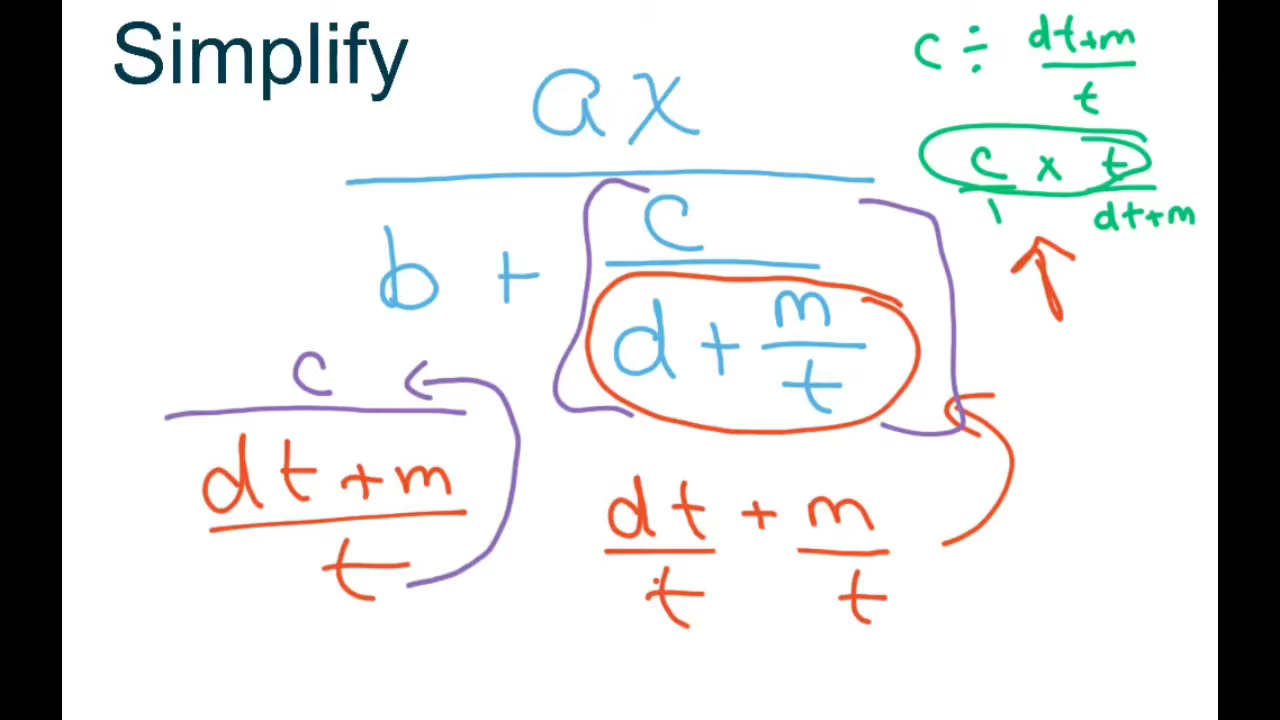 Simplify
ax
b + c
d + m
t
c ÷ dt+m
t
c x t
1 dt+m
c
dt+m
t
dt + m
t t